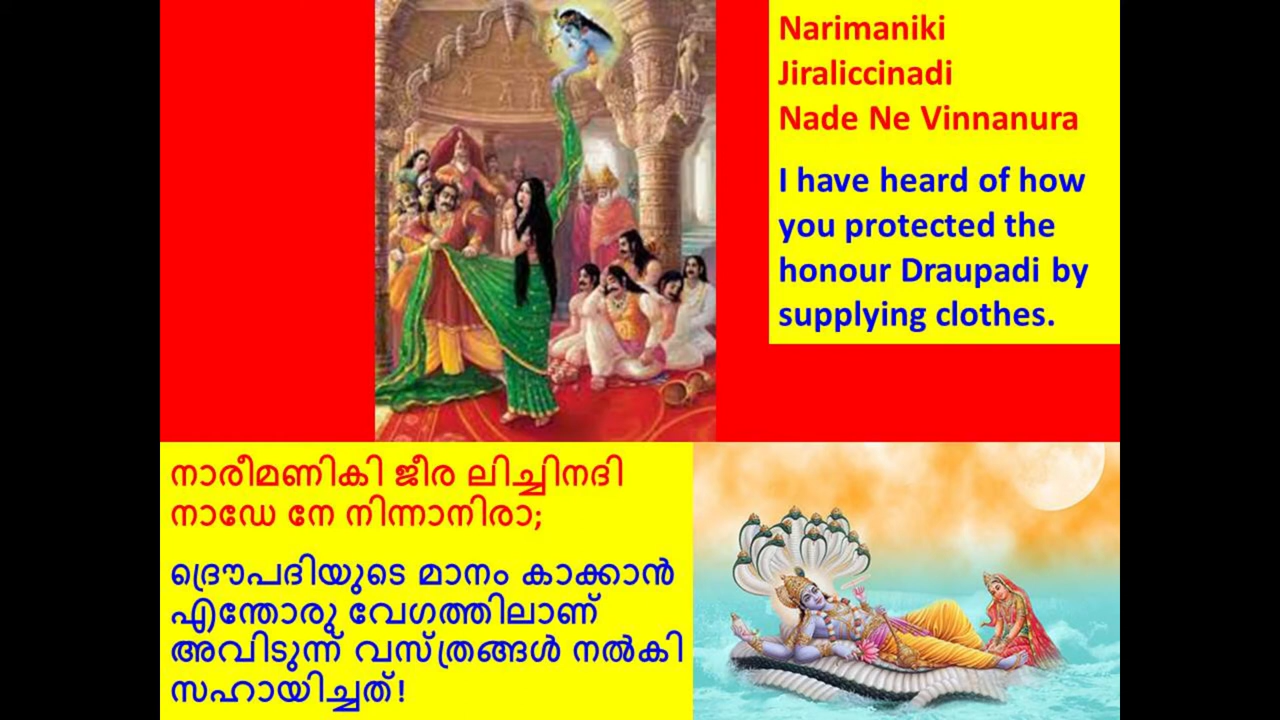 Narimaniki
Jiraliccinadi
Nade Ne Vinnanura
I have heard of how
you protected the
honour Draupadi by
supplying clothes.
നാരീമണികി ജീര ലിച്ചിനദി
നാഡേ നേ നിന്നാനിരാ;
ദ്രൌപദിയുടെ മാനം കാക്കാൻ
എന്തോരു വേഗത്തിലാണ്
അവിടുന്ന് വസ്ത്രങ്ങൾ നൽകി
സഹായിച്ചത്!